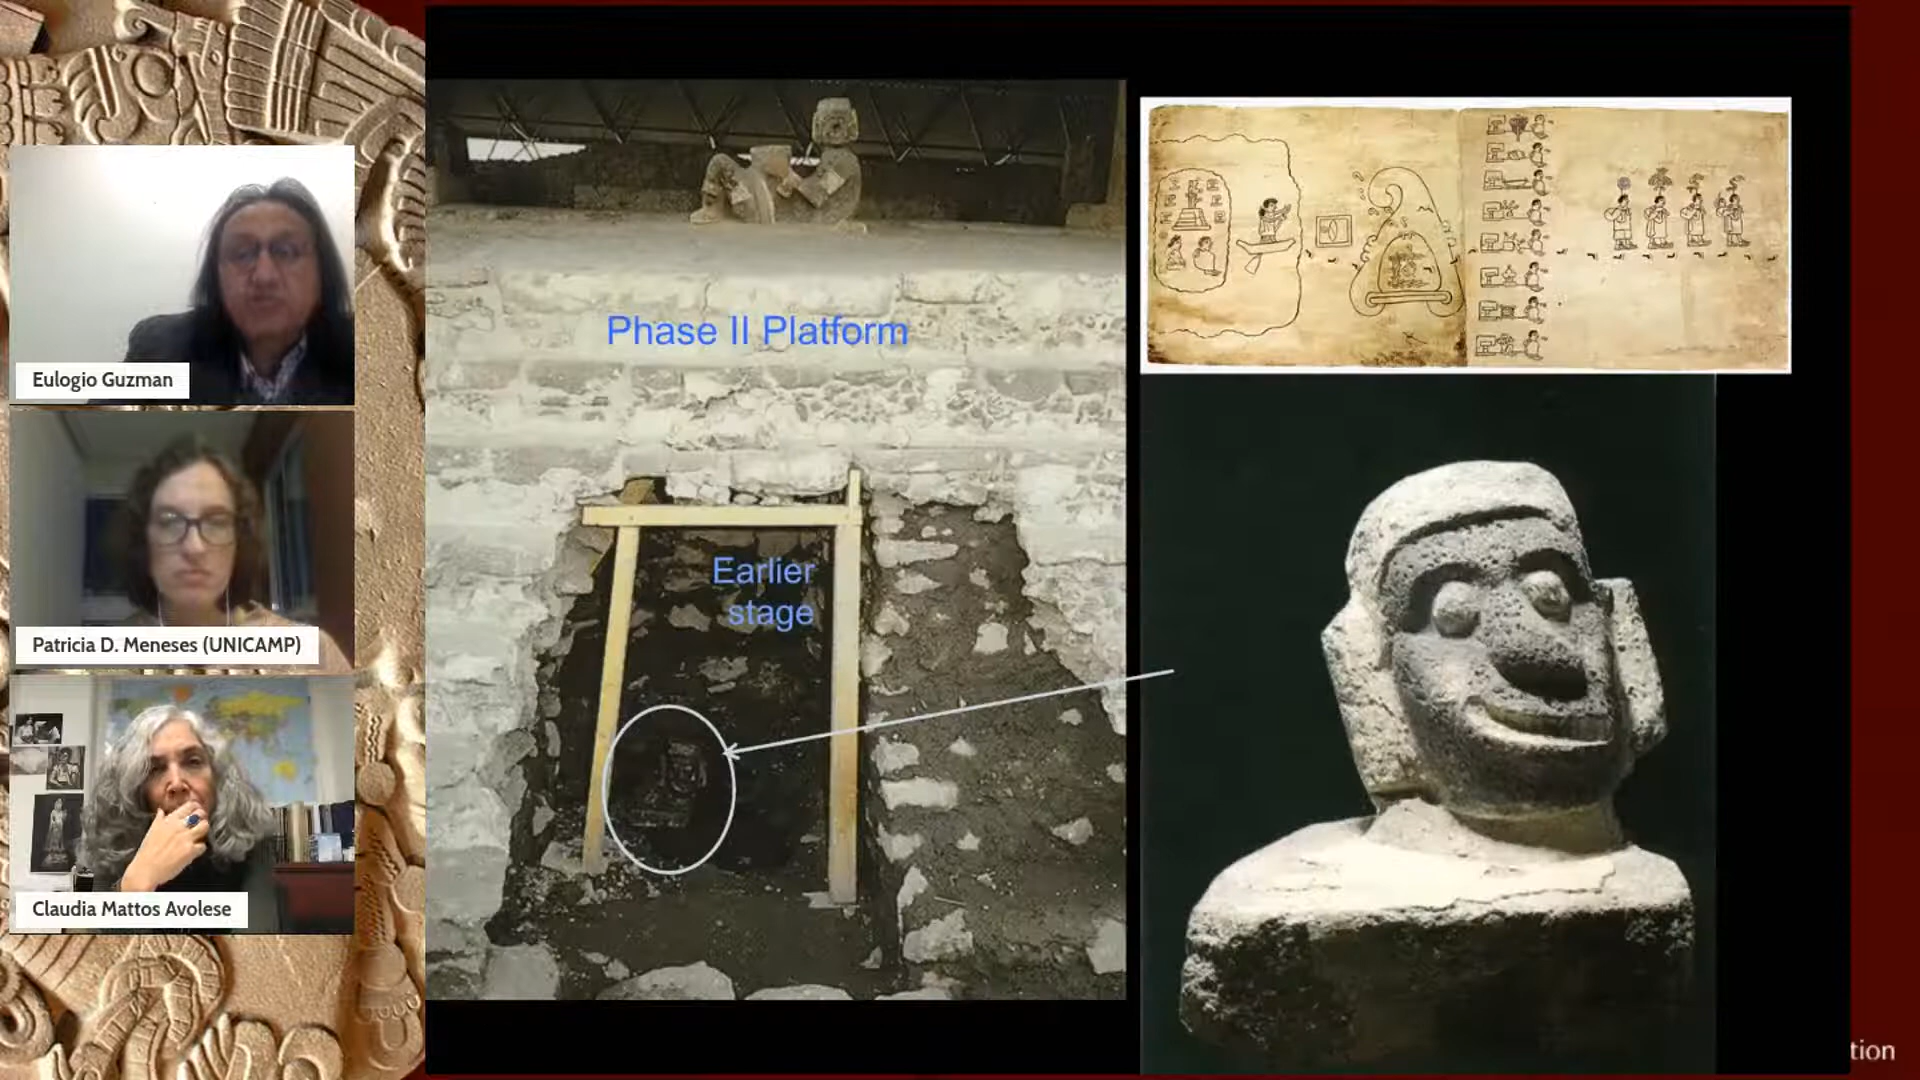 Eulogio Guzman
Patricia D. Meneses (UNICAMP)
Claudia Mattos Avolese
Phase II Platform
Earlier
stage
tion